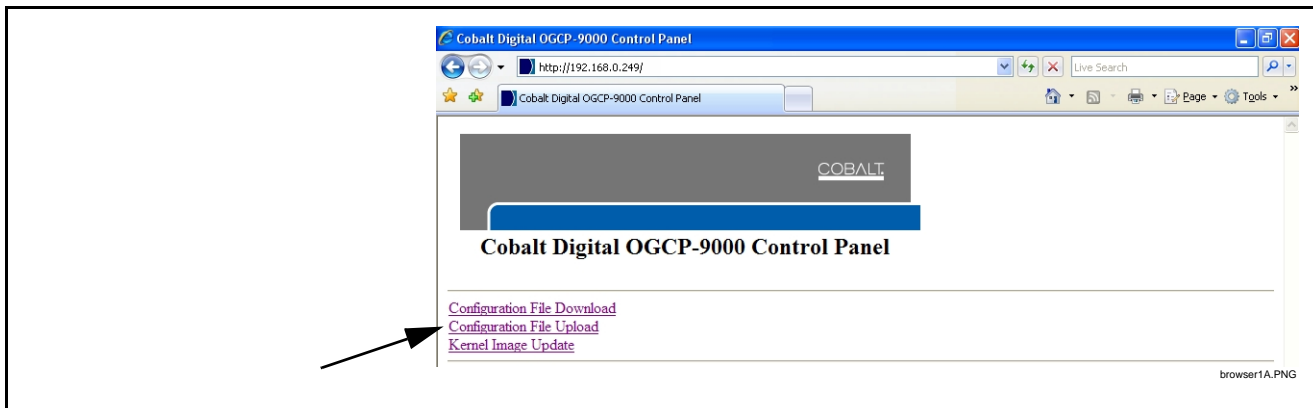 Cobalt Digital OGCP-9000 Control Panel
http://192.168.0.249/
Live Search
Cobalt Digital OGCP-9000 Control Panel
Page
Tools
»
COBALT.
Cobalt Digital OGCP-9000 Control Panel
Configuration File Download
Configuration File Upload
Kernel Image Update
browser1A.PNG